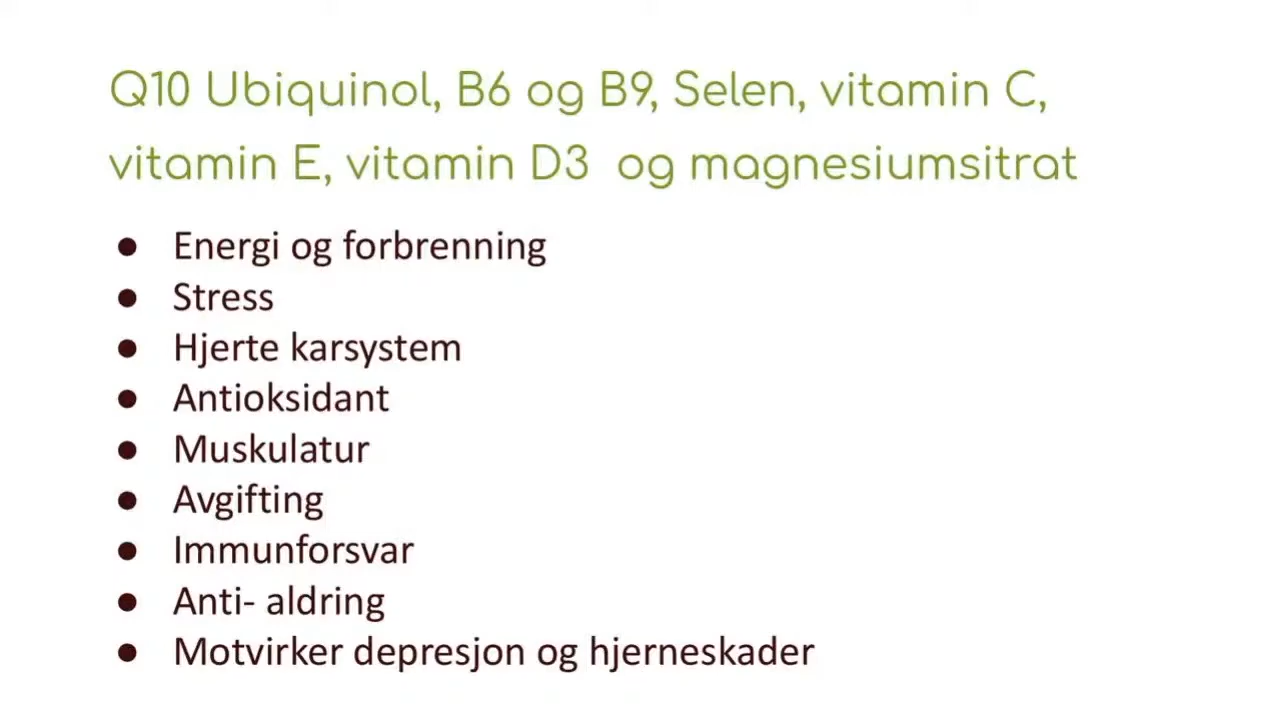 Q10 Ubiquinol, B6 og B9, Selen, vitamin C,
vitamin E, vitamin D3 og magnesiumsitrat
● Energi og forbrenning
● Stress
● Hjerte karsystem
● Antioksidant
● Muskulatur
● Avgifting
● Immunforsvar
● Anti- aldring
● Motvirker depresjon og hjerneskader